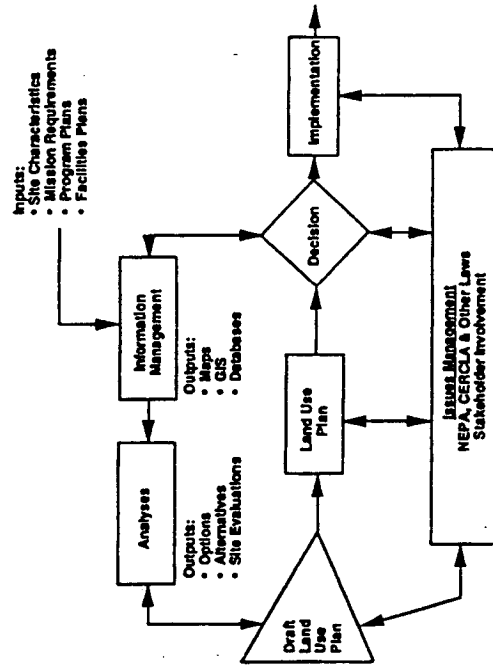 Inputs:
• Site Characteristics
• Mission Requirements
• Program Plans
• Facilities Plans
Information
Management
Outputs:
• Maps
• GIS
• Databases
Analyses
Outputs:
• Options
• Alternatives
• Site Evaluations
Draft
Land
Use
Plan
Land Use
Plan
Decision
Implementation
Issues Management
NEPA, CERCLA & Other Laws
Stakeholder Involvement